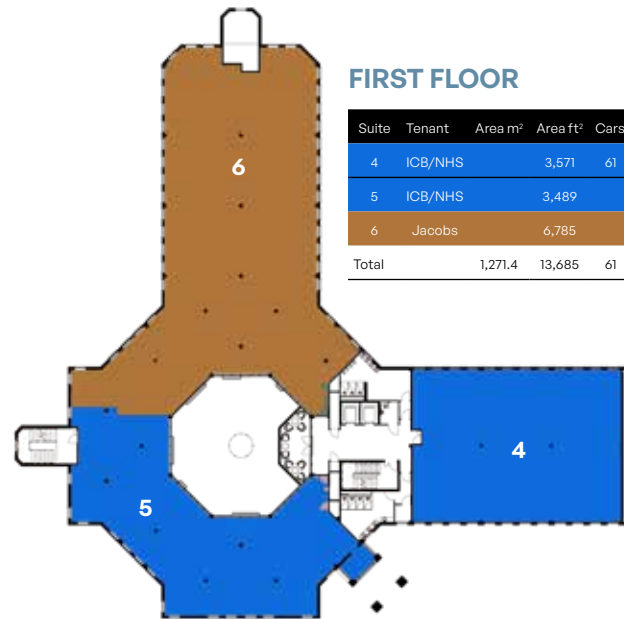 FIRST FLOOR
Suite Tenant Area m² Area ft² Cars
4 ICB/NHS 3,571 61
5 ICB/NHS 3,489
6 Jacobs 6,785
Total 1,271.4 13,685 61
6
4
5